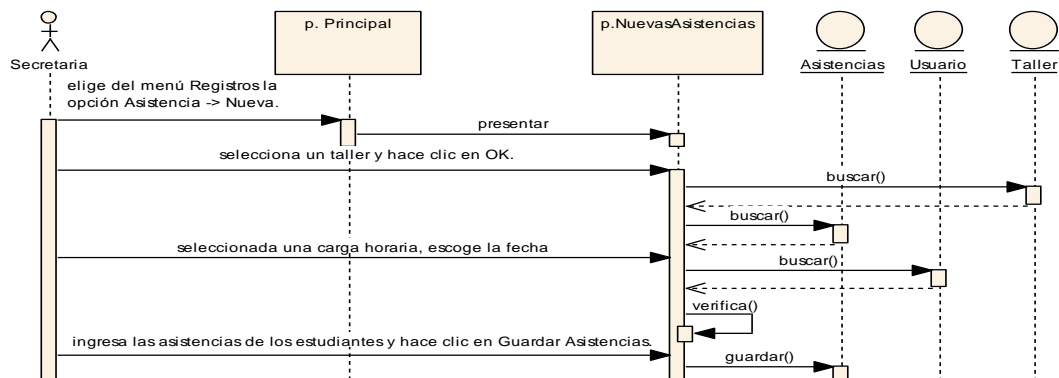 p. Principal
p.NuevasAsistencias
Secretaria
Asistencias
Usuario
Taller
elige del menú Registros la
opción Asistencia -> Nueva.
presentar
selecciona un taller y hace clic en OK.
buscar()
buscar()
seleccionada una carga horaria, escoge la fecha
buscar()
verifica()
ingresa las asistencias de los estudiantes y hace clic en Guardar Asistencias.
guardar()